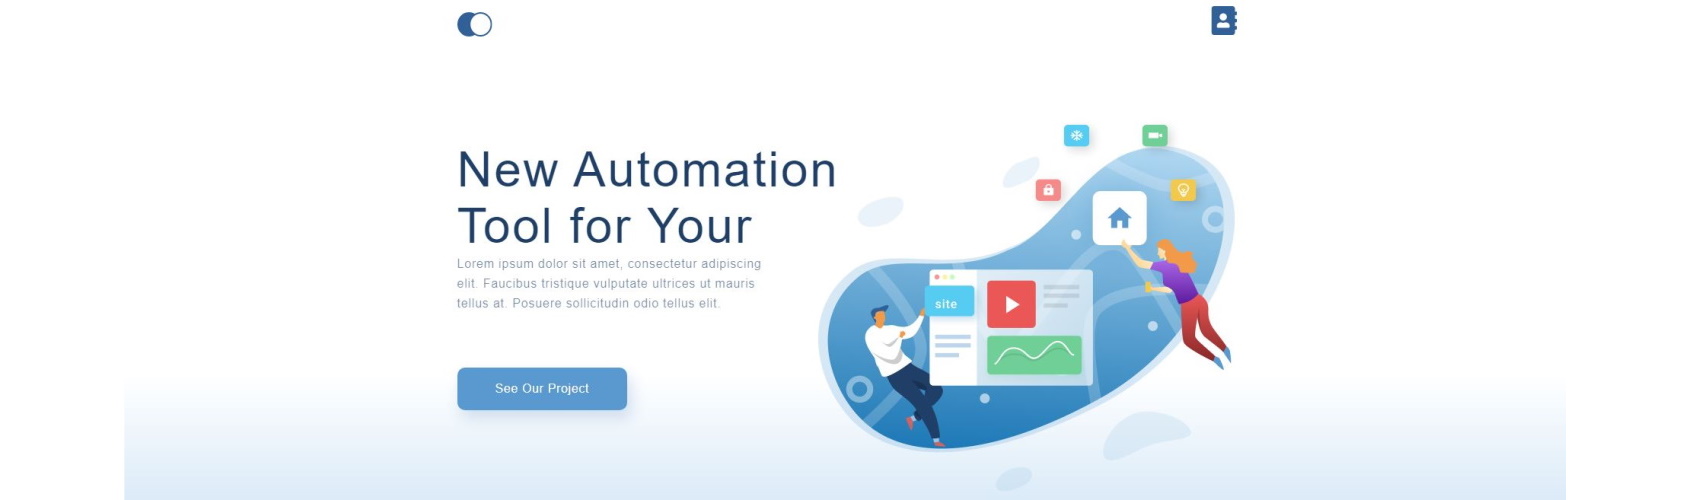 New Automation
Tool for Your
Lorem ipsum dolor sit amet, consectetur adipiscing
elit. Faucibus tristique vulputate ultrices ut mauris
tellus at. Posuere sollicitudin odio tellus elit.
site
See Our Project